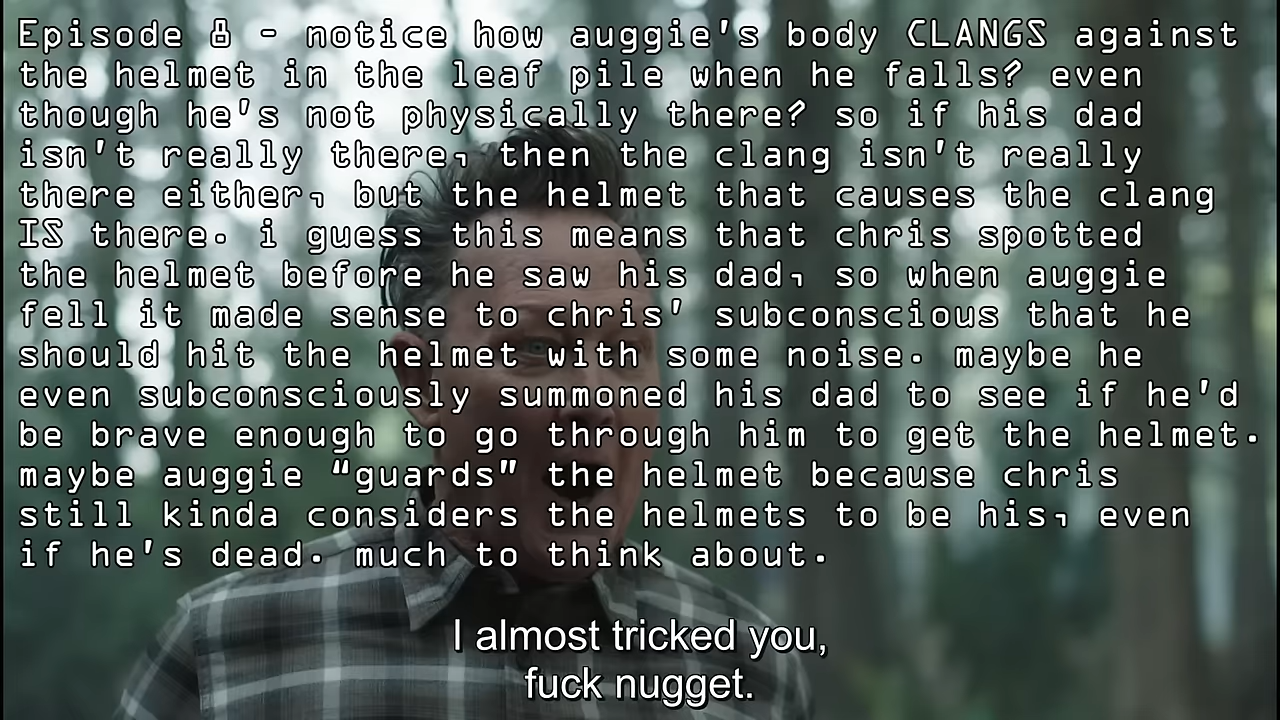 Episode 8 - notice how auggie's body CLANGS against
the helmet in the leaf pile when he falls? even
though he's not physically there? so if his dad
isn't really there, then the clang isn't really
there either, but the helmet that causes the clang
IS there. i guess this means that chris spotted
the helmet before he saw his dad, so when auggie
fell it made sense to chris' subconscious that he
should hit the helmet with some noise. maybe he
even subconsciously summoned his dad to see if he'd
be brave enough to go through him to get the helmet.
maybe auggie “guards” the helmet because chris
still kinda considers the helmets to be his, even
if he's dead. much to think about.
I almost tricked you,
fuck nugget.